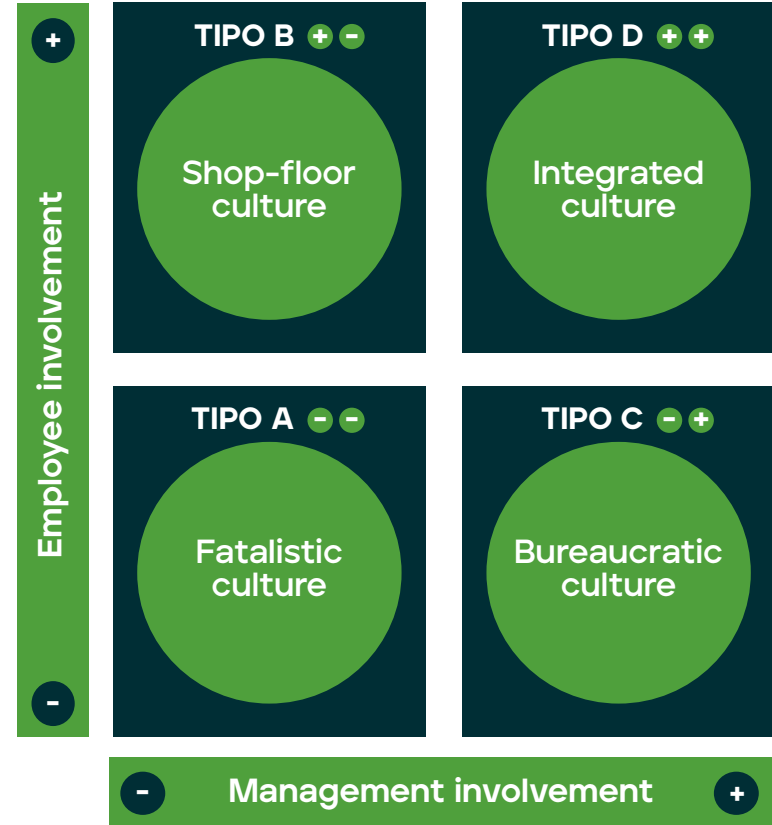 +
Employee involvement
-
TIPO B + -
Shop-floor
culture
TIPO D + +
Integrated
culture
TIPO A - -
Fatalistic
culture
TIPO C - +
Bureaucratic
culture
- Management involvement +